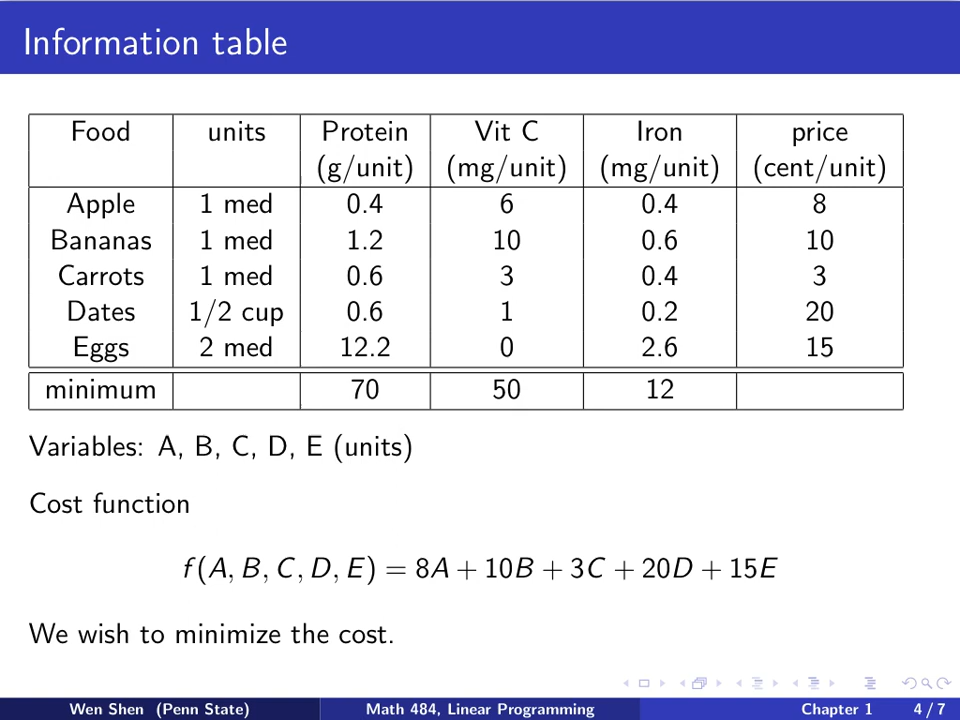 Information table
Food units Protein Vit C Iron price
(g/unit) (mg/unit) (mg/unit) (cent/unit)
Apple 1 med 0.4 6 0.4 8
Bananas 1 med 1.2 10 0.6 10
Carrots 1 med 0.6 3 0.4 3
Dates 1/2 cup 0.6 1 0.2 20
Eggs 2 med 12.2 0 2.6 15
minimum 70 50 12
Variables: A, B, C, D, E (units)
Cost function
f(A, B, C, D, E) = 8A + 10B + 3C + 20D + 15E
We wish to minimize the cost.
Wen Shen (Penn State) Math 484, Linear Programming Chapter 1 4 / 7